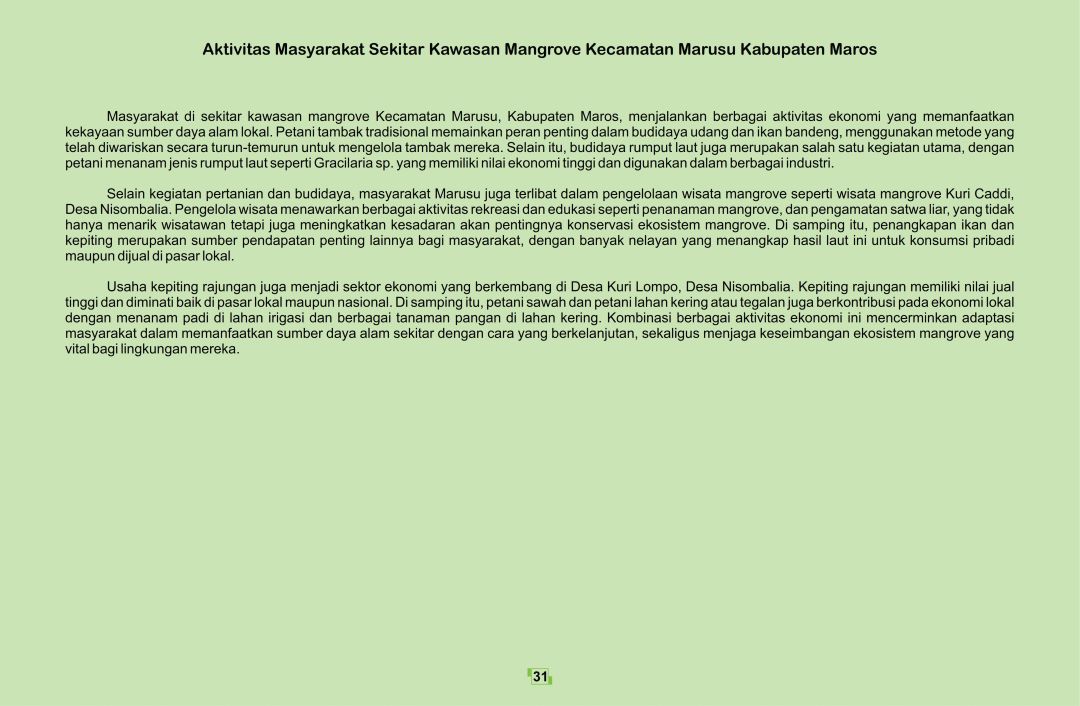 Aktivitas Masyarakat Sekitar Kawasan Mangrove Kecamatan Marusu Kabupaten Maros
Masyarakat di sekitar kawasan mangrove Kecamatan Marusu, Kabupaten Maros, menjalankan berbagai aktivitas ekonomi yang memanfaatkan
kekayaan sumber daya alam lokal. Petani tambak tradisional memainkan peran penting dalam budidaya udang dan ikan bandeng, menggunakan metode yang
telah diwariskan secara turun-temurun untuk mengelola tambak mereka. Selain itu, budidaya rumput laut juga merupakan salah satu kegiatan utama, dengan
petani menanam jenis rumput laut seperti Gracilaria sp. yang memiliki nilai ekonomi tinggi dan digunakan dalam berbagai industri.
Selain kegiatan pertanian dan budidaya, masyarakat Marusu juga terlibat dalam pengelolaan wisata mangrove seperti wisata mangrove Kuri Caddi,
Desa Nisombalia. Pengelola wisata menawarkan berbagai aktivitas rekreasi dan edukasi seperti penanaman mangrove, dan pengamatan satwa liar, yang tidak
hanya menarik wisatawan tetapi juga meningkatkan kesadaran akan pentingnya konservasi ekosistem mangrove. Di samping itu, penangkapan ikan dan
kepiting merupakan sumber pendapatan penting lainnya bagi masyarakat, dengan banyak nelayan yang menangkap hasil laut ini untuk konsumsi pribadi
maupun dijual di pasar lokal.
Usaha kepiting rajungan juga menjadi sektor ekonomi yang berkembang di Desa Kuri Lompo, Desa Nisombalia. Kepiting rajungan memiliki nilai jual
tinggi dan diminati baik di pasar lokal maupun nasional. Di samping itu, petani sawah dan petani lahan kering atau tegalan juga berkontribusi pada ekonomi lokal
dengan menanam padi di lahan irigasi dan berbagai tanaman pangan di lahan kering. Kombinasi berbagai aktivitas ekonomi ini mencerminkan adaptasi
masyarakat dalam memanfaatkan sumber daya alam sekitar dengan cara yang berkelanjutan, sekaligus menjaga keseimbangan ekosistem mangrove yang
vital bagi lingkungan mereka.
31